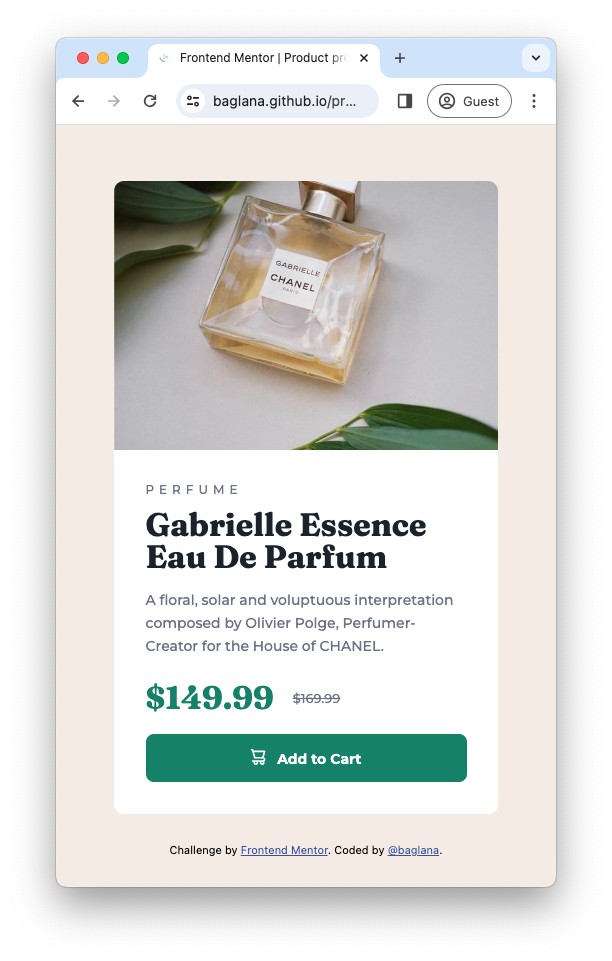 Frontend Mentor | Product pre
baglana.github.io/pr...
Guest
GABRIELLE
CHANEL
PARIS
PERFUME
Gabrielle Essence
Eau De Parfum
A floral, solar and voluptuous interpretation
composed by Olivier Polge, Perfumer-
Creator for the House of CHANEL.
$149.99 $169.99
Add to Cart
Challenge by Frontend Mentor. Coded by @baglana.